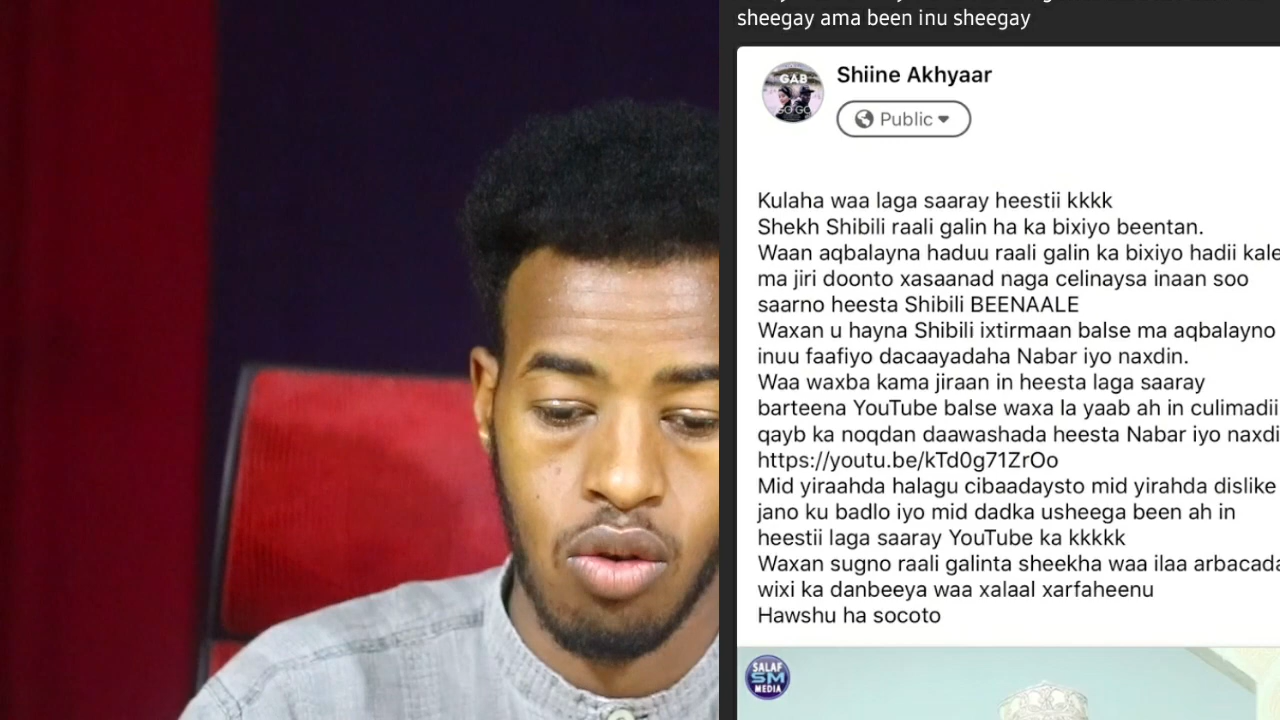 sheegay ama been inu sheegay
GAB
Shiine Akhyaar
Public
Kulaha waa laga saaray heestii kkkk
Shekh Shibili raali galin ha ka bixiyo beentan.
Waan aqbalayna haduu raali galin ka bixiyo hadii kale
ma jiri doonto xasaanad naga celinaysa inaan soo
saarno heesta Shibili BEENAALE
Waxan u hayna Shibili ixtirmaan balse ma aqbalayno
inuu faafiyo dacaayadaha Nabar iyo naxdin.
Waa waxba kama jiraan in heesta laga saaray
barteena YouTube balse waxa la yaab ah in culimadii
qayb ka noqdan daawashada heesta Nabar iyo naxdi
https://youtu.be/kTd0g71ZrOo
Mid yiraahda halagu cibaadaysto mid yirahda dislike
jano ku badlo iyo mid dadka usheega been ah in
heestii laga saaray YouTube ka kkkkk
Waxan sugno raali galinta sheekha waa ilaa arbacada
wixi ka danbeeya waa xalaal xarfaheenu
Hawshu ha socoto
SALAF
SM
MEDIA